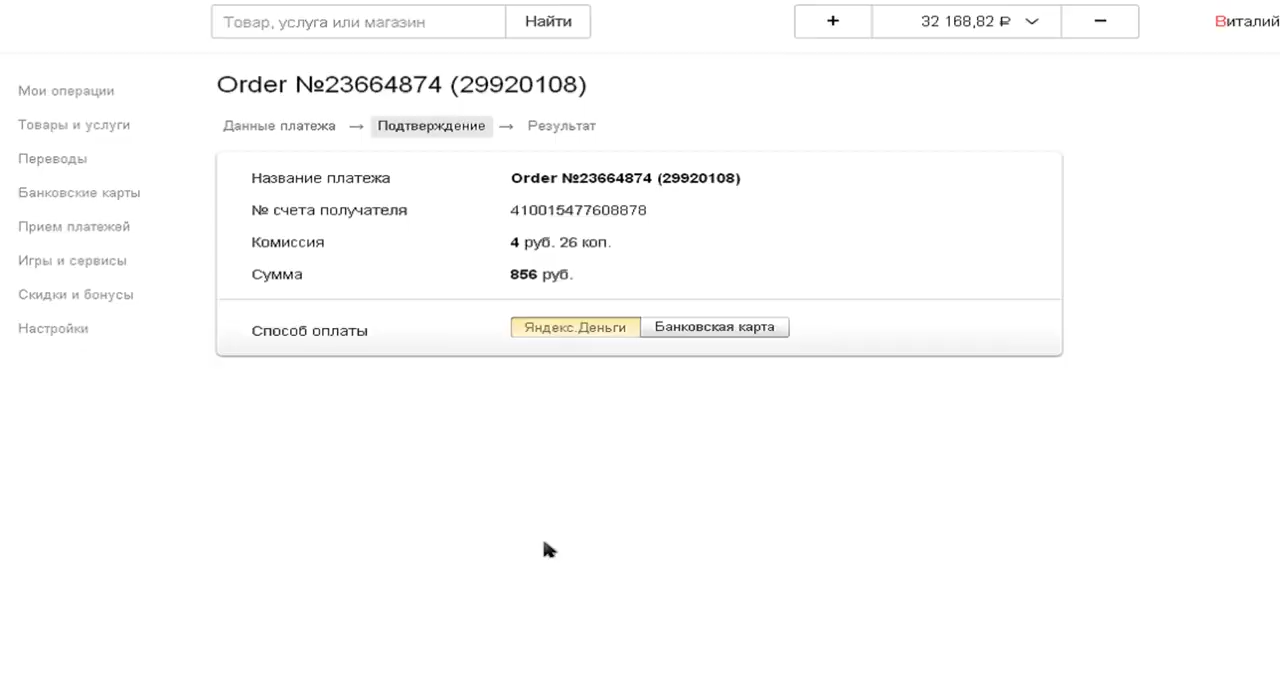 Товар, услуга или магазин Найти + 32 168,82 ₽ − Виталий
Order №23664874 (29920108)
Данные платежа → Подтверждение → Результат
Мои операции
Товары и услуги
Переводы
Банковские карты
Прием платежей
Игры и сервисы
Скидки и бонусы
Настройки
Название платежа Order №23664874 (29920108)
№ счета получателя 410015477608878
Комиссия 4 руб. 26 коп.
Сумма 856 руб.
Способ оплаты Яндекс.Деньги Банковская карта